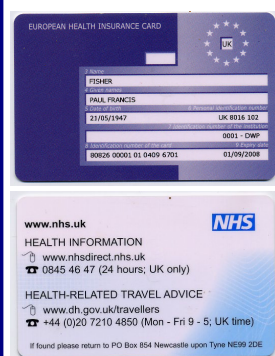 EUROPEAN HEALTH INSURANCE CARD
UK
3 Name
FISHER
4 Given names
PAUL FRANCIS
5 Date of birth
6 Personal identification number
21/05/1947
UK 8016 102
7 Identification number of the institution
0001 - DWP
8 Identification number of the card
9 Expiry date
80826 00001 01 0409 6701
01/09/2008
www.nhs.uk
NHS
HEALTH INFORMATION
www.nhsdirect.nhs.uk
0845 46 47 (24 hours; UK only)
HEALTH-RELATED TRAVEL ADVICE
www.dh.gov.uk/travellers
+44 (0)20 7210 4850 (Mon - Fri 9 - 5; UK time)
If found please return to PO Box 854 Newcastle upon Tyne NE99 2DE